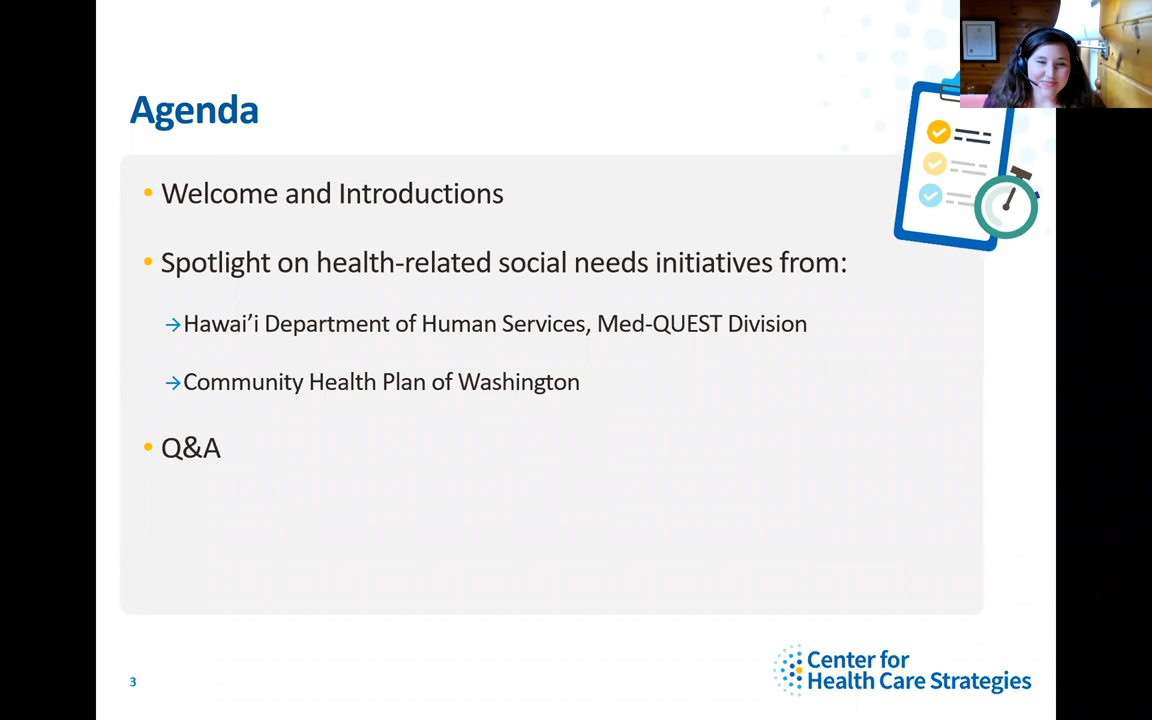 Agenda
• Welcome and Introductions
• Spotlight on health-related social needs initiatives from:
→Hawai’i Department of Human Services, Med-QUEST Division
→Community Health Plan of Washington
• Q&A
3
Center for
Health Care Strategies